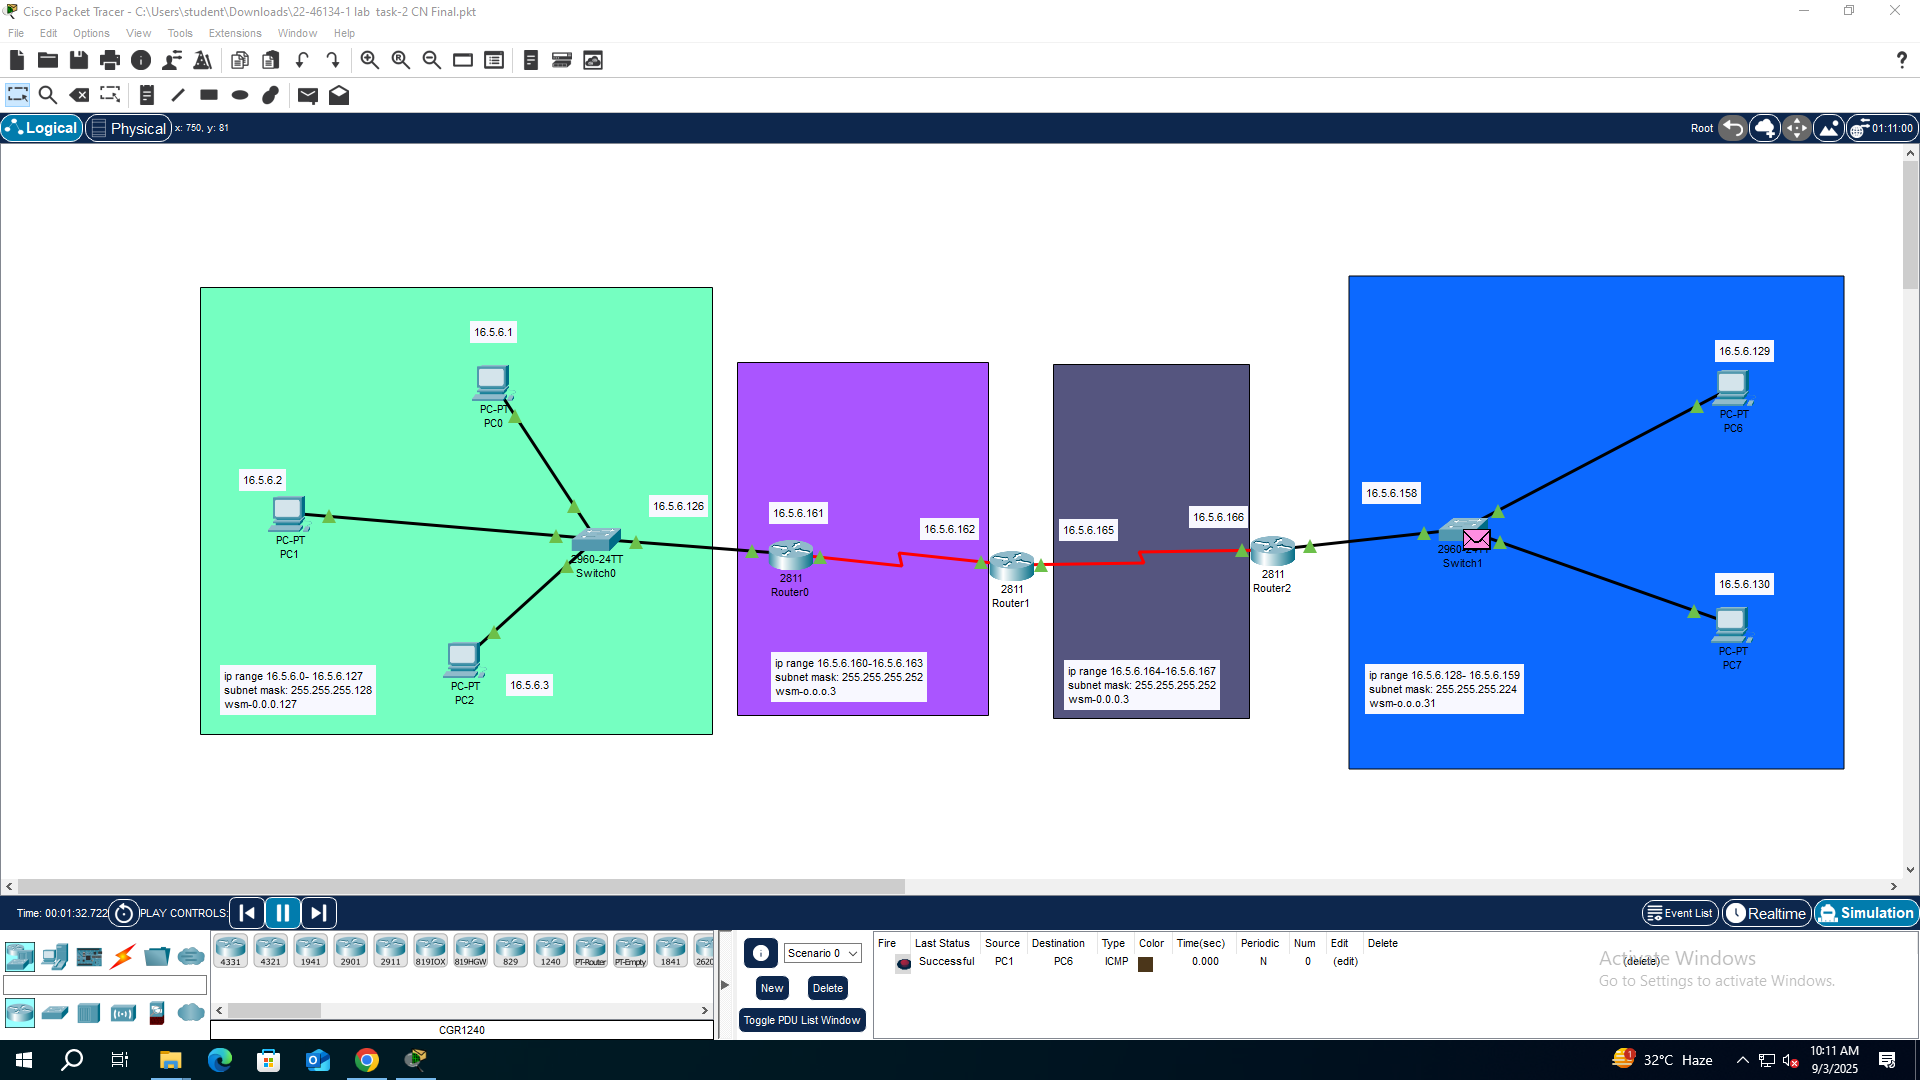 Cisco Packet Tracer - C:\Users\student\Downloads\22-46134-1 lab  task-2 CN Final.pkt
File Edit Options View Tools Extensions Window Help
?
Logical Physical x: 750, y: 81 Root 01:11:00
16.5.6.1
PC-PT
PC0
16.5.6.2
PC-PT
PC1
16.5.6.126
2960-24TT
Switch0
PC-PT
PC2
16.5.6.3
ip range 16.5.6.0- 16.5.6.127
subnet mask: 255.255.255.128
wsm-0.0.0.127
16.5.6.161
16.5.6.162
2811
Router0
ip range 16.5.6.160-16.5.6.163
subnet mask: 255.255.255.252
wsm-o.o.o.3
2811
Router1
16.5.6.165
16.5.6.166
ip range 16.5.6.164-16.5.6.167
subnet mask: 255.255.255.252
wsm-0.0.0.3
2811
Router2
16.5.6.158
2960-24TT
Switch1
16.5.6.129
PC-PT
PC6
16.5.6.130
PC-PT
PC7
ip range 16.5.6.128- 16.5.6.159
subnet mask: 255.255.255.224
wsm-o.o.o.31
Time: 00:01:32.722 PLAY CONTROLS: Event List Realtime Simulation
4331 4321 1941 2901 2911 819IOX 819HGW 829 1240 PT-Router PT-Empty 1841 2620
CGR1240
Scenario 0
New Delete
Toggle PDU List Window
Fire Last Status Source Destination Type Color Time(sec) Periodic Num Edit Delete
Successful PC1 PC6 ICMP 0.000 N 0 (edit) (delete)
Activate Windows
Go to Settings to activate Windows.
1 32°C Haze 10:11 AM
9/3/2025